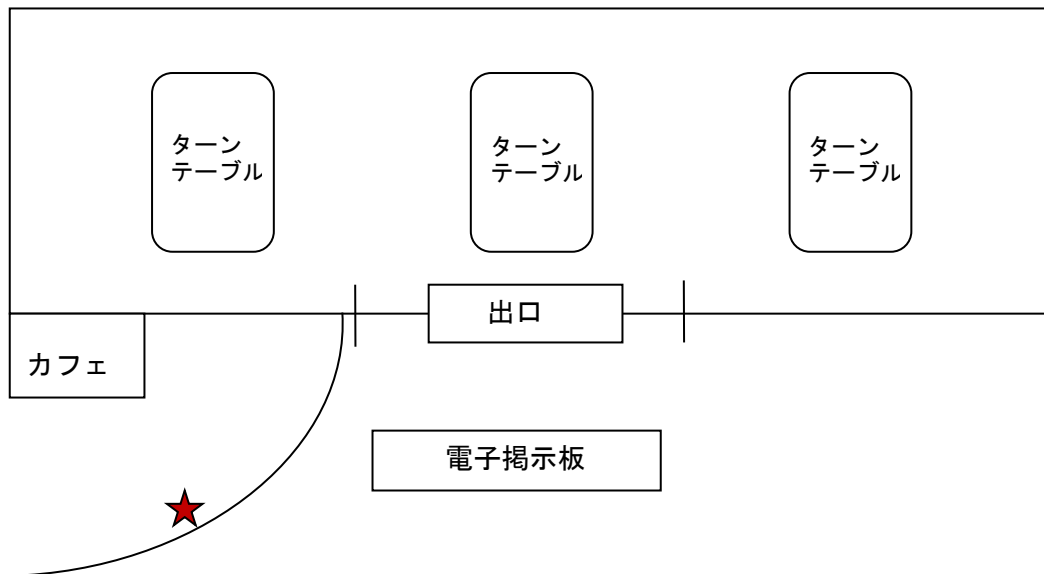 ターン
テーブル
ターン
テーブル
ターン
テーブル
出口
カフェ
電子掲示板